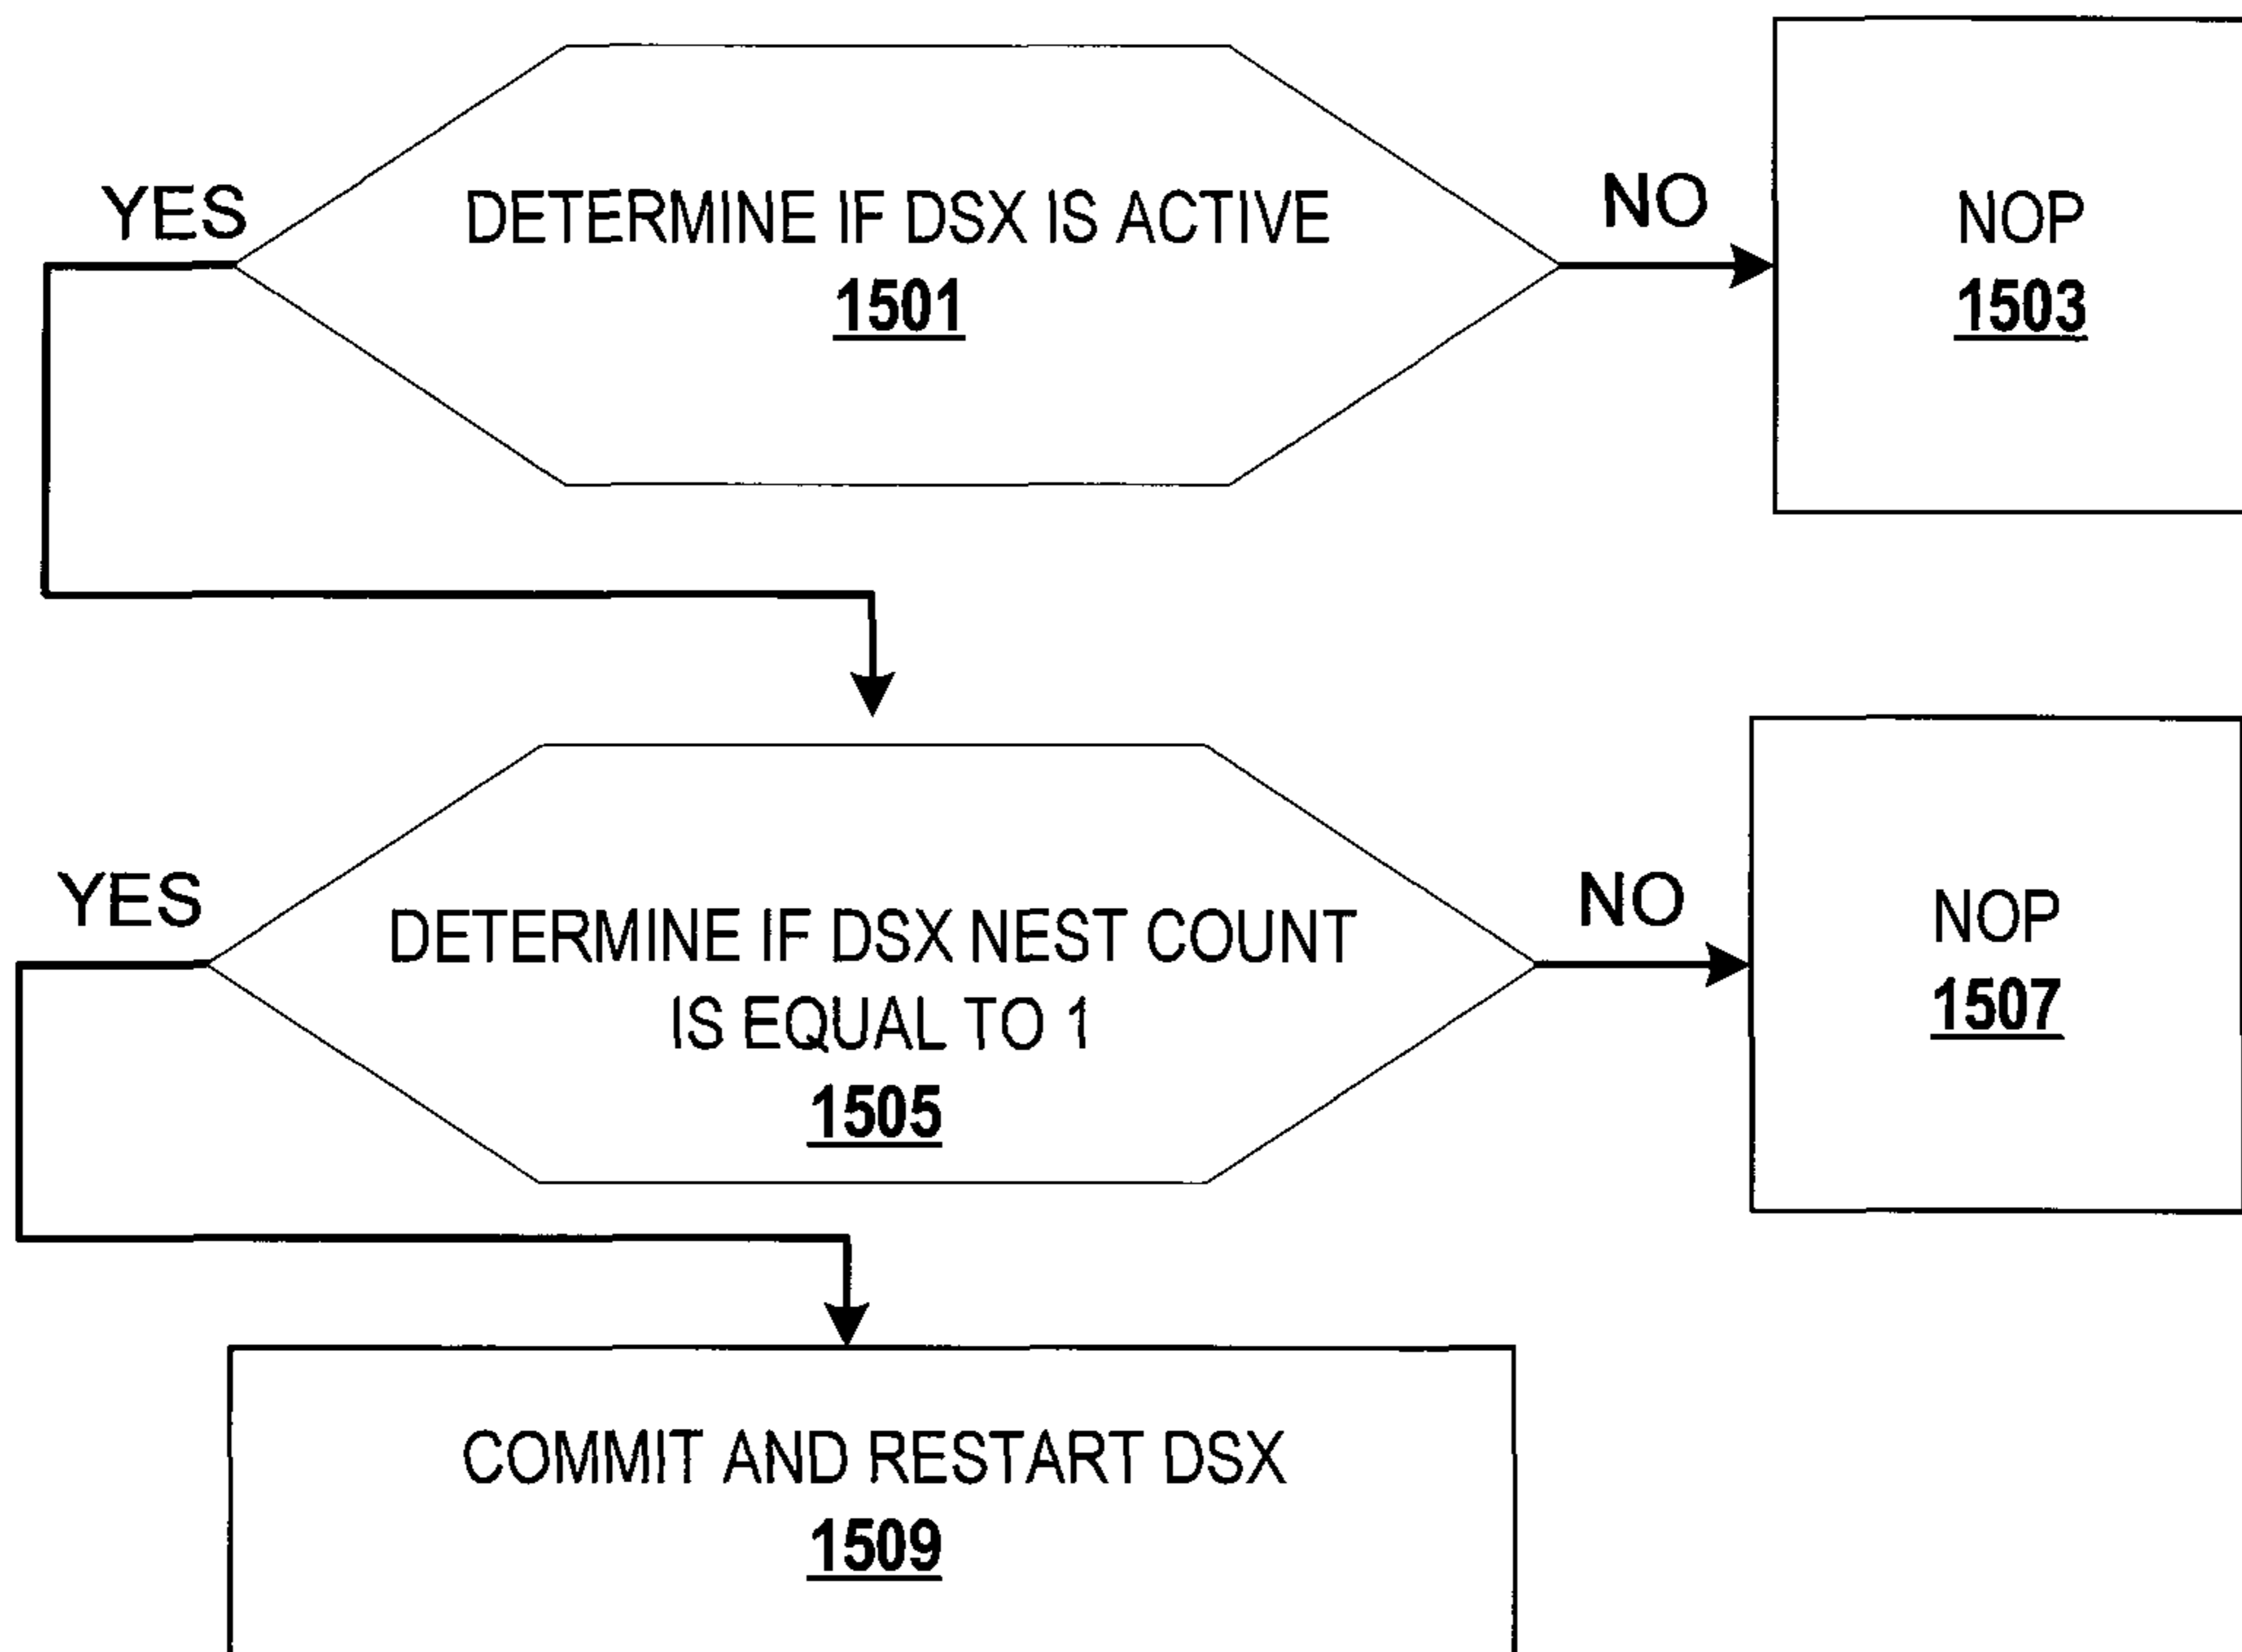 YES
DETERMINE IF DSX IS ACTIVE
1501
NO
NOP
1503
YES
DETERMINE IF DSX NEST COUNT
IS EQUAL TO 1
1505
NO
NOP
1507
COMMIT AND RESTART DSX
1509